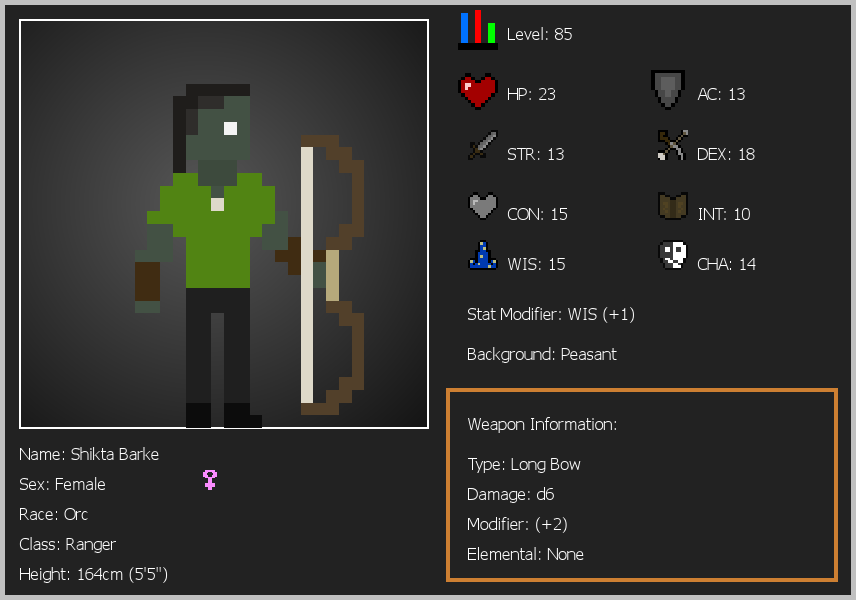 Level: 85
HP: 23
AC: 13
STR: 13
DEX: 18
CON: 15
INT: 10
WIS: 15
CHA: 14
Stat Modifier: WIS (+1)
Background: Peasant
Weapon Information:
Type: Long Bow
Damage: d6
Modifier: (+2)
Elemental: None
Name: Shikta Barke
Sex: Female
Race: Orc
Class: Ranger
Height: 164cm (5'5")